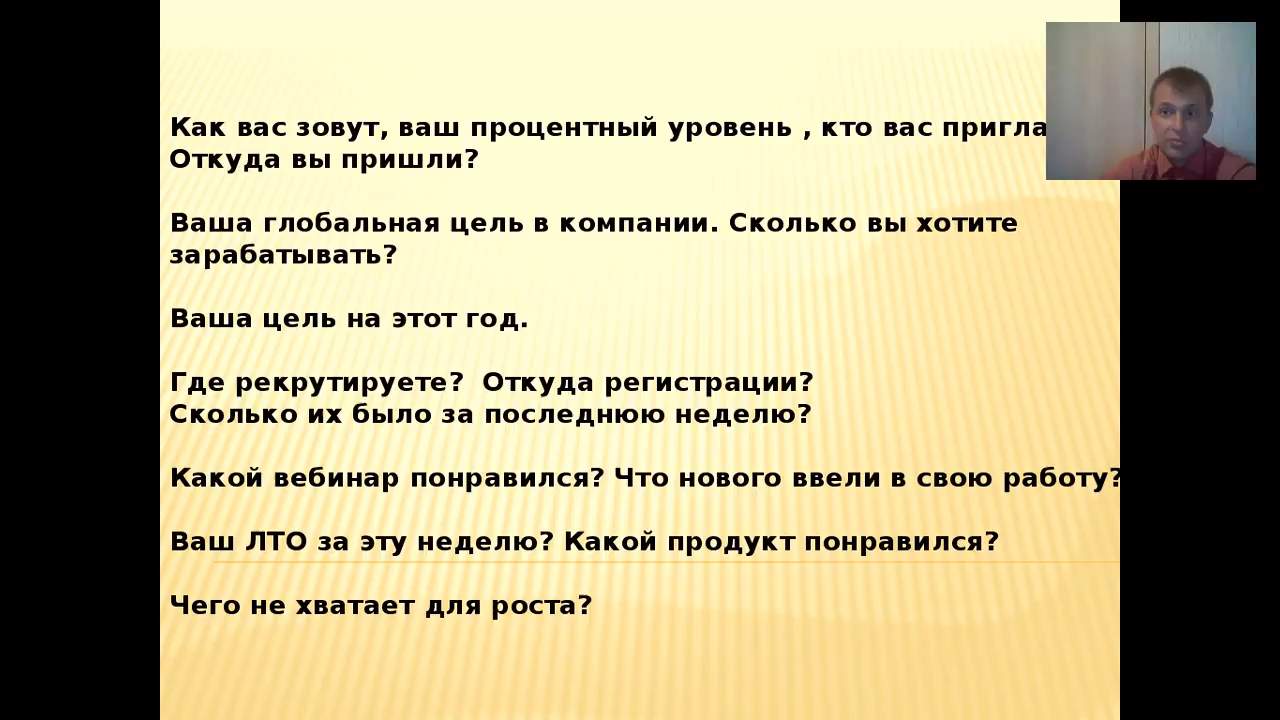 Как вас зовут, ваш процентный уровень , кто вас
Откуда вы пришли?
Ваша глобальная цель в компании. Сколько вы хотите
зарабатывать?
Ваша цель на этот год.
Где рекрутируете?  Откуда регистрации?
Сколько их было за последнюю неделю?
Какой вебинар понравился? Что нового ввели в свою работу?
Ваш ЛТО за эту неделю? Какой продукт понравился?
Чего не хватает для роста?